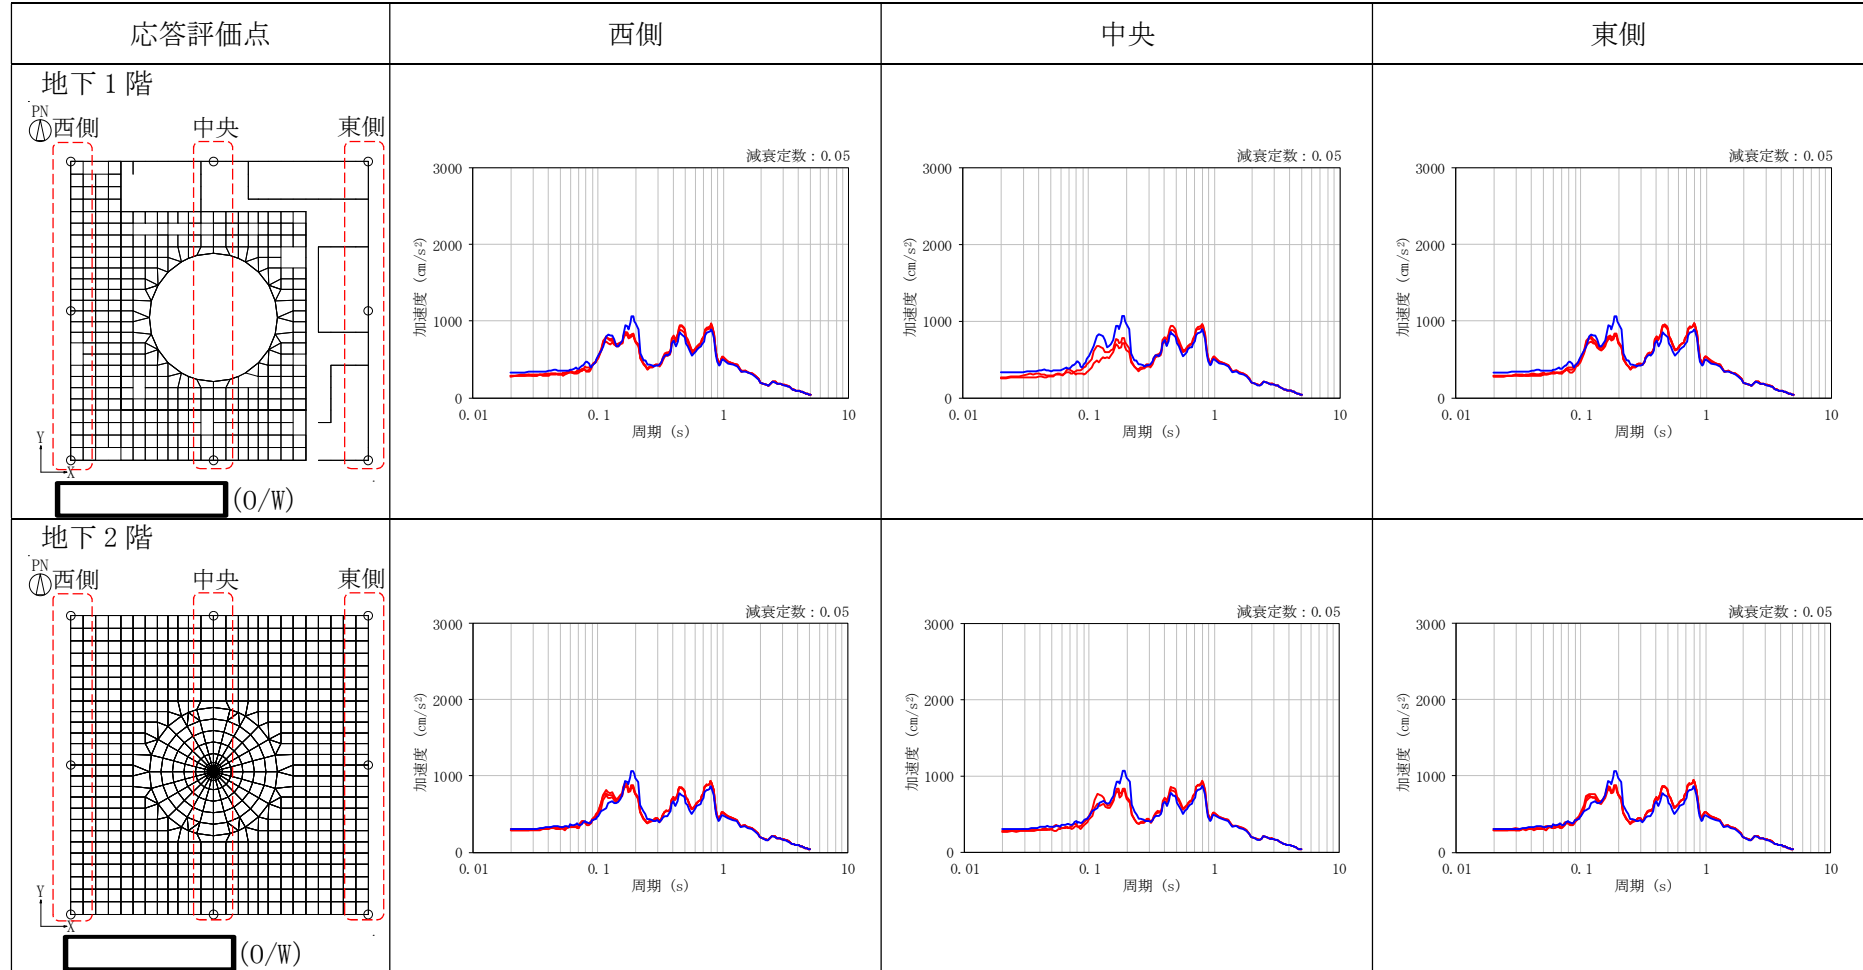 応答評価点
西側
中央
東側
地下1階
PN
西側
中央
東側
Y
X
(O/W)
減衰定数:0.05
3000
2000
1000
0
加速度 (cm/s²)
0.01
0.1
1
10
周期 (s)
減衰定数:0.05
3000
2000
1000
0
加速度 (cm/s²)
0.01
0.1
1
10
周期 (s)
減衰定数:0.05
3000
2000
1000
0
加速度 (cm/s²)
0.01
0.1
1
10
周期 (s)
地下2階
PN
西側
中央
東側
Y
X
(O/W)
減衰定数:0.05
3000
2000
1000
0
加速度 (cm/s²)
0.01
0.1
1
10
周期 (s)
減衰定数:0.05
3000
2000
1000
0
加速度 (cm/s²)
0.01
0.1
1
10
周期 (s)
減衰定数:0.05
3000
2000
1000
0
加速度 (cm/s²)
0.01
0.1
1
10
周期 (s)